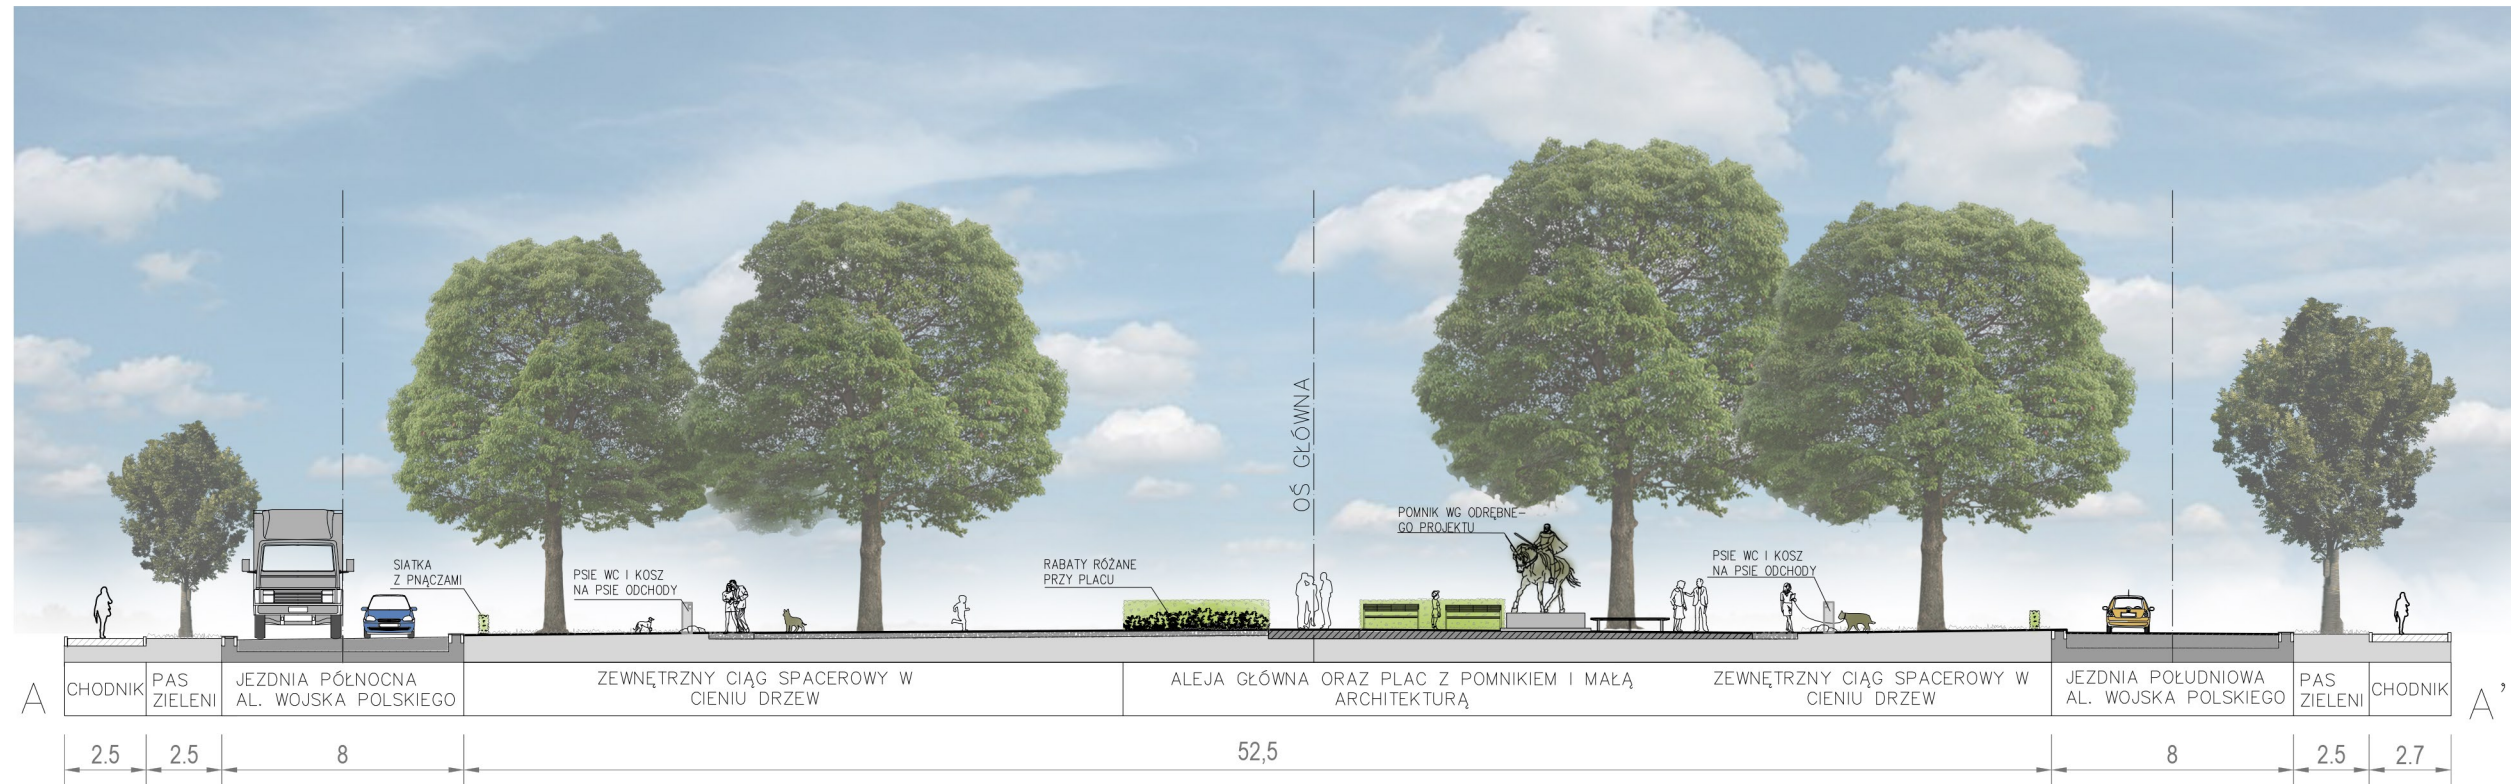 OŚ GŁÓWNA
POMNIK WG ODRĘBNE-
GO PROJEKTU
SIATKA
Z PNĄCZAMI
PSIE WC I KOSZ
NA PSIE ODCHODY
RABATY RÓŻANE
PRZY PLACU
PSIE WC I KOSZ
NA PSIE ODCHODY
A
CHODNIK
PAS
ZIELENI
JEZDNIA PÓŁNOCNA
AL. WOJSKA POLSKIEGO
ZEWNĘTRZNY CIĄG SPACEROWY W
CIENIU DRZEW
ALEJA GŁÓWNA ORAZ PLAC Z POMNIKIEM I MAŁĄ
ARCHITEKTURĄ
ZEWNĘTRZNY CIĄG SPACEROWY W
CIENIU DRZEW
JEZDNIA POŁUDNIOWA
AL. WOJSKA POLSKIEGO
PAS
ZIELENI
CHODNIK
A'
2.5
2.5
8
52,5
8
2.5
2.7